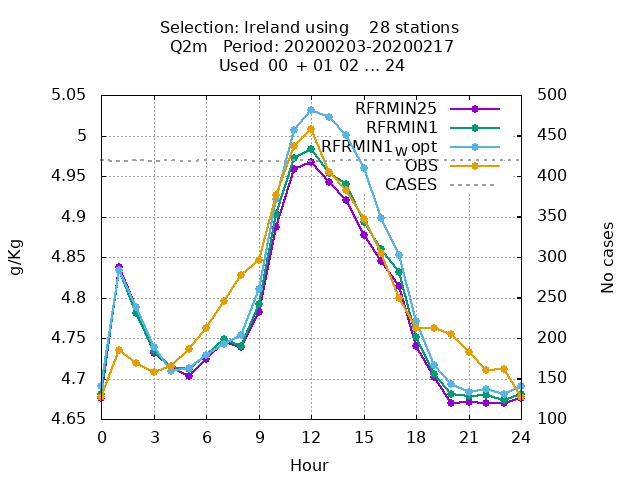 Selection: Ireland using    28 stations
Q2m   Period: 20200203-20200217
Used  00  + 01 02 ... 24
5.05
5
4.95
4.9
4.85
4.8
4.75
4.7
4.65
500
450
400
350
300
250
200
150
100
RFRMIN25
RFRMIN1
RFRMIN1w opt
OBS
CASES
g/Kg
No cases
0 3 6 9 12 15 18 21 24
Hour